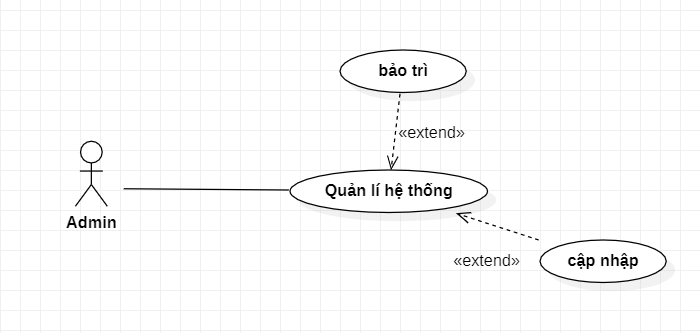 bảo trì
«extend»
Quản lí hệ thống
Admin
«extend»
cập nhập